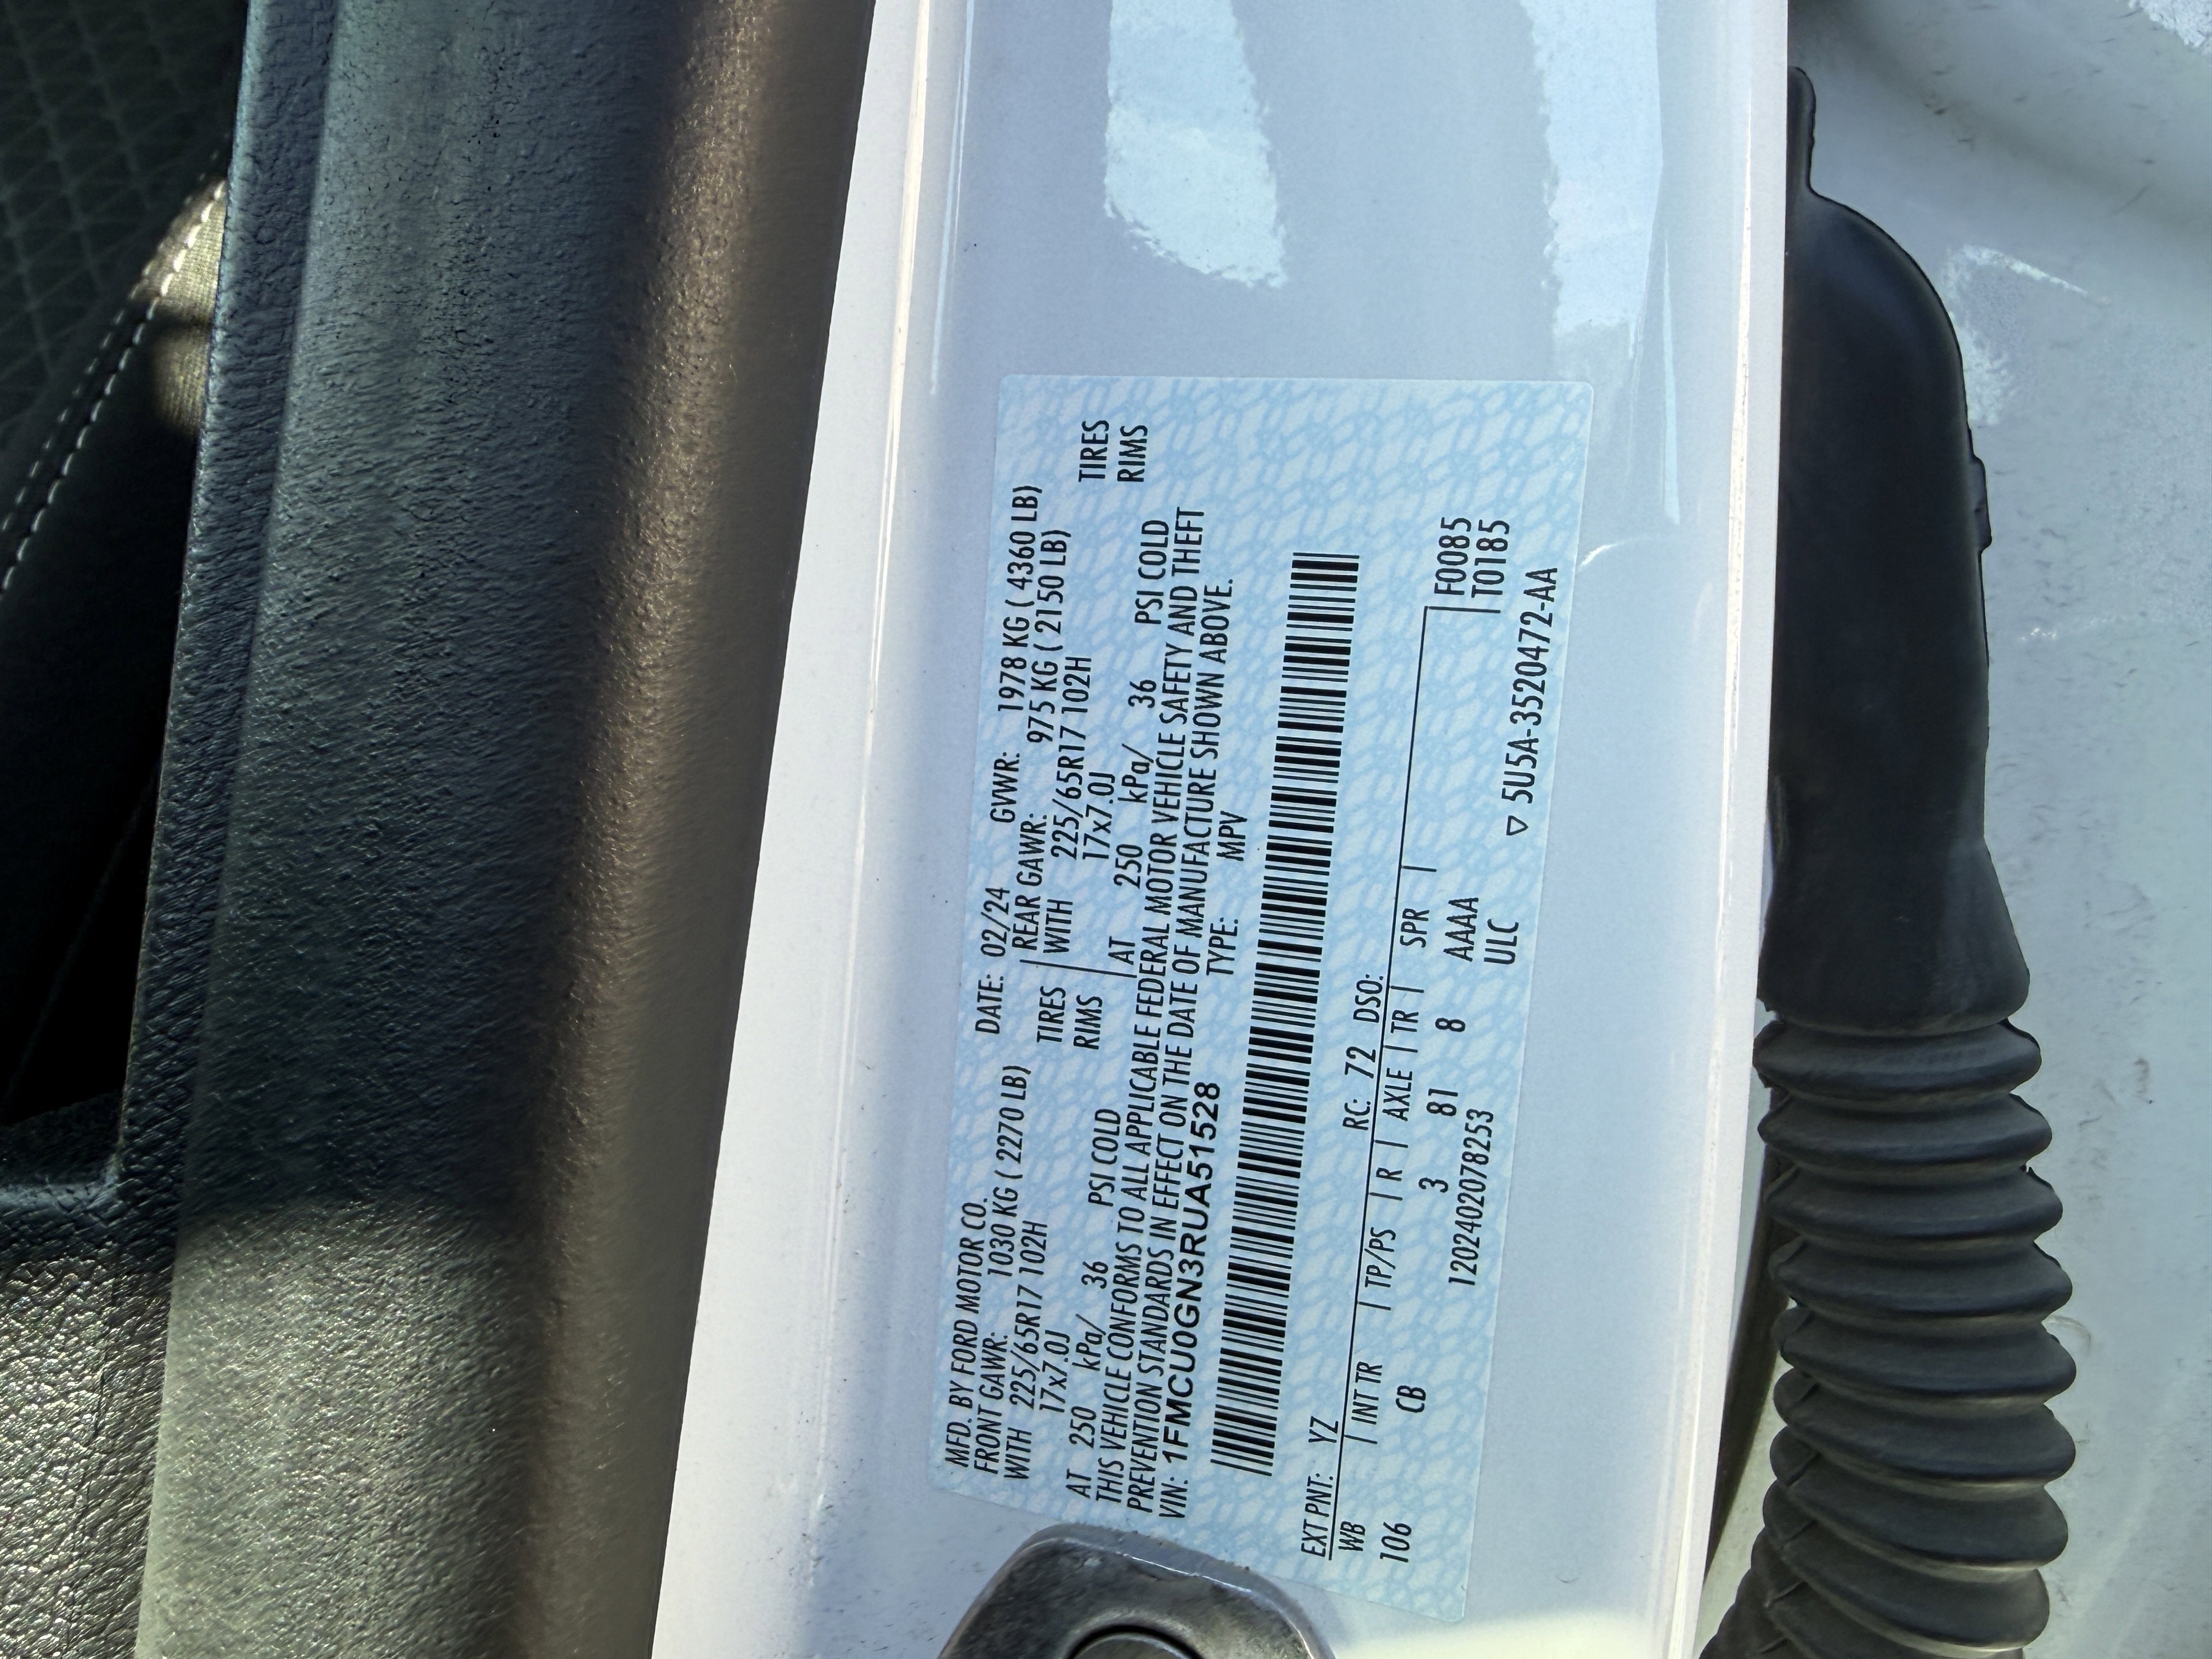 MFD. BY FORD MOTOR CO. DATE: 02/24 GVWR: 1978 KG ( 4360 LB)
FRONT GAWR: 1030 KG ( 2270 LB) REAR GAWR: 975 KG ( 2150 LB)
WITH 225/65R17 102H TIRES WITH 225/65R17 102H TIRES
17x7.0J RIMS 17x7.0J RIMS
AT 250 kPa/ 36 PSI COLD AT 250 kPa/ 36 PSI COLD
THIS VEHICLE CONFORMS TO ALL APPLICABLE FEDERAL MOTOR VEHICLE SAFETY AND THEFT
PREVENTION STANDARDS IN EFFECT ON THE DATE OF MANUFACTURE SHOWN ABOVE.
VIN: 1FMCU0GN3RUA51528 TYPE: MPV
EXT PNT: YZ RC: 72 DSO:
WB | INT TR | TP/PS | R | AXLE | TR | SPR | F0085
106 CB 3 81 8 AAAA T0185
1202402078253 ULC
▽ 5U5A-3520472-AA